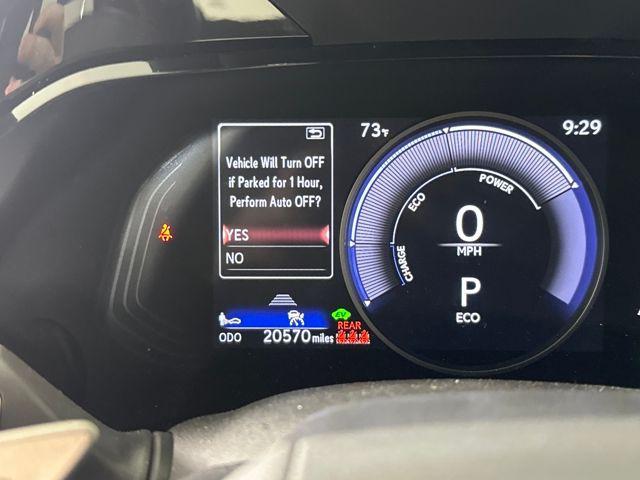 73°F
9:29
Vehicle Will Turn OFF
if Parked for 1 Hour,
Perform Auto OFF?
YES
NO
CHARGE
ECO
POWER
0
MPH
P
ECO
EV
REAR
ODO 20570 miles